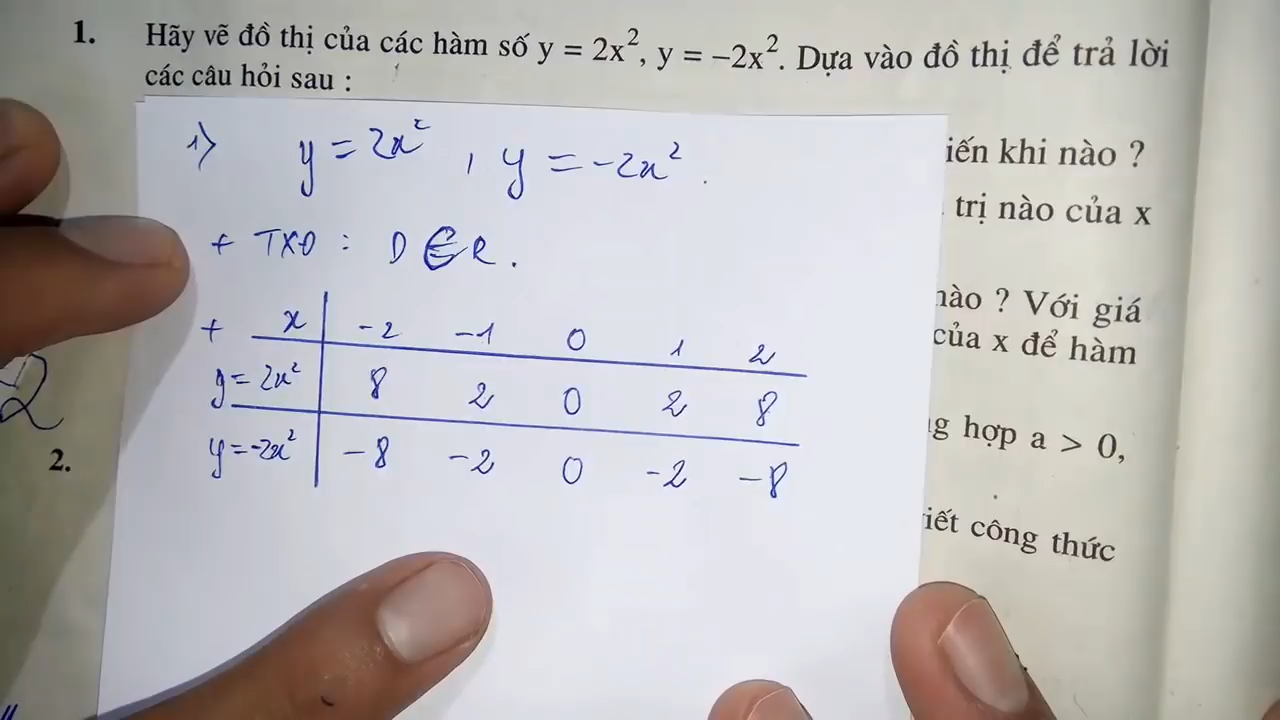 1. Hãy vẽ đồ thị của các hàm số y = 2x², y = –2x². Dựa vào đồ thị để trả lời
các câu hỏi sau :
1) y = 2x² , y = -2x² .
iến khi nào ?
trị nào của x
+ TXD : D ∈ R .
nào ? Với giá
của x để hàm
+ x -2 -1 0 1 2
y = 2x² 8 2 0 2 8
y = -2x² -8 -2 0 -2 -8
g hợp a > 0,
2.
iết công thức